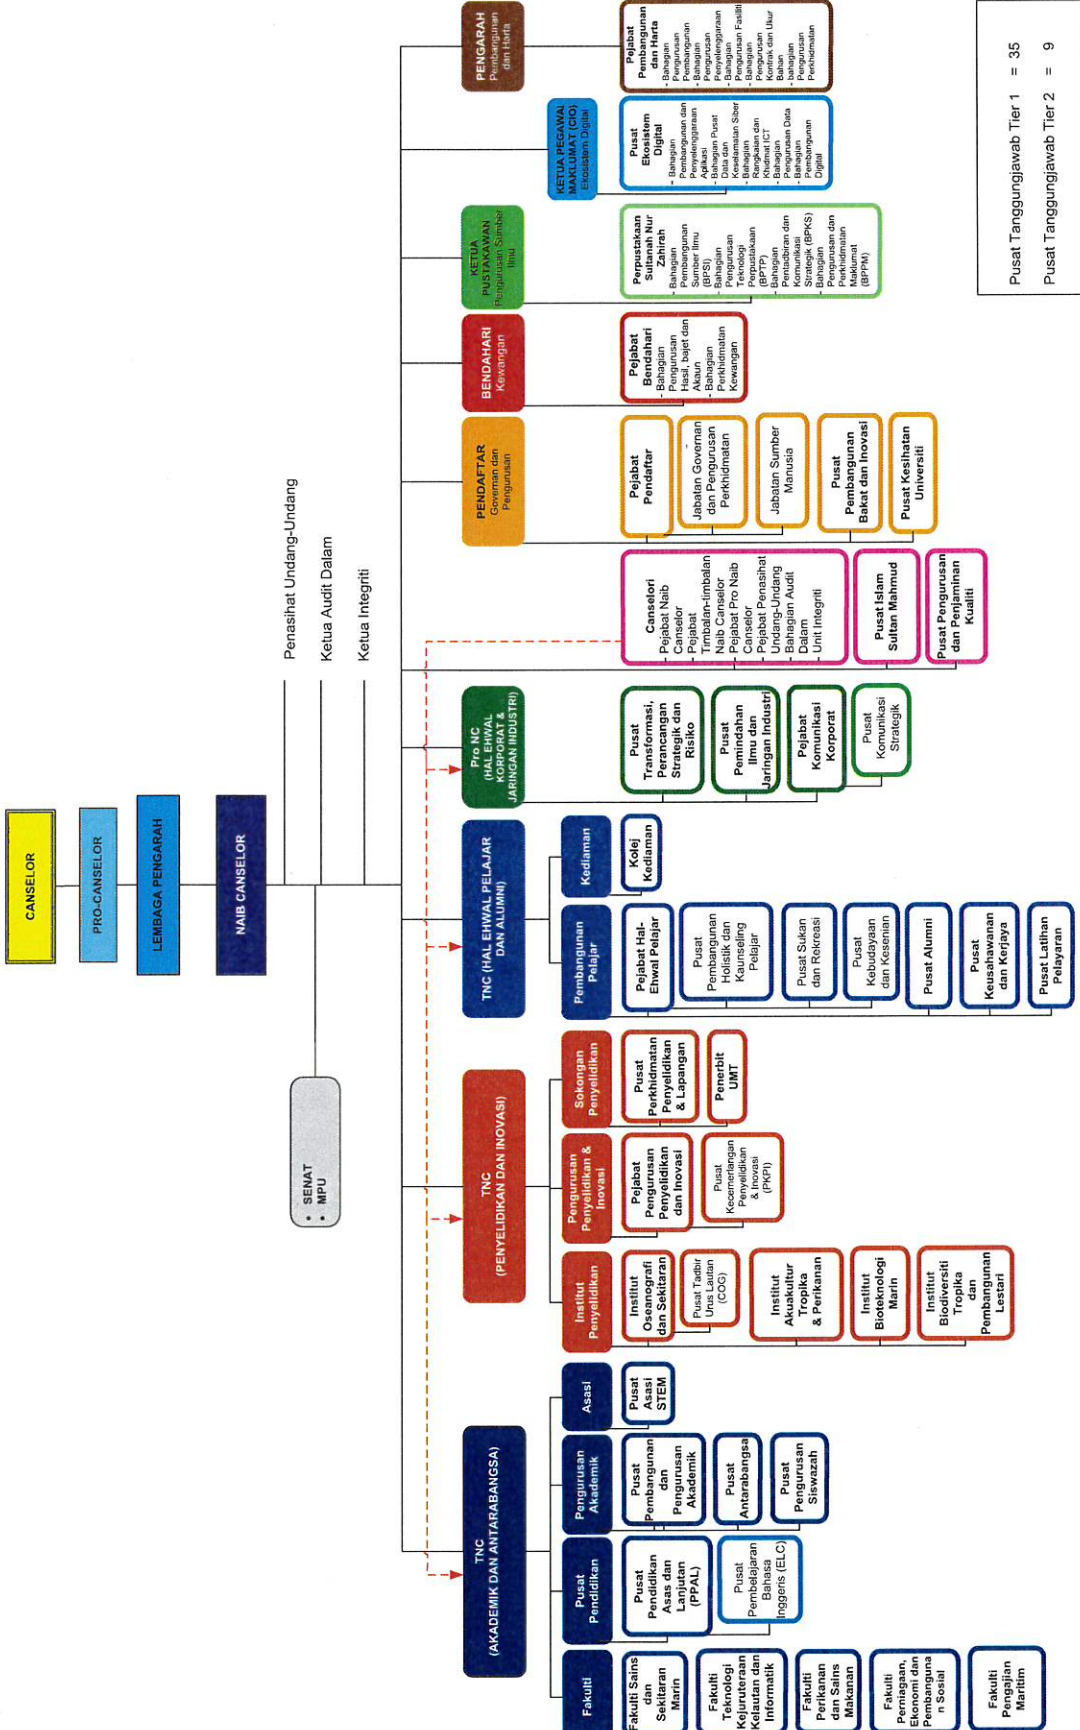 CANSELOR
PRO-CANSELOR
LEMBAGA PENGARAH
NAIB CANSELOR
• SENAT
• MPU
Penasihat Undang-Undang
Ketua Audit Dalam
Ketua Integriti
TNC
(AKADEMIK DAN ANTARABANGSA)
Fakulti
Fakulti Sains
dan
Sekitaran
Marin
Fakulti
Teknologi
Kejuruteraan
Kelautan dan
Informatik
Fakulti
Perikanan
dan Sains
Makanan
Fakulti
Perniagaan,
Ekonomi dan
Pembanguna
n Sosial
Fakulti
Pengajian
Maritim
Pusat
Pendidikan
Pusat
Pendidikan
Asas dan
Lanjutan
(PPAL)
Pusat
Pembelajaran
Bahasa
Inggeris (ELC)
Pengurusan
Akademik
Pusat
Pembangunan
dan
Pengurusan
Akademik
Pusat
Antarabangsa
Pusat
Pengurusan
Siswazah
Asasi
Pusat
Asasi
STEM
TNC
(PENYELIDIKAN DAN INOVASI)
Institut
Penyelidikan
Institut
Oseanografi
dan Sekitaran
Pusat Tadbir
Urus Lautan
(COG)
Institut
Akuakultur
Tropika
& Perikanan
Institut
Bioteknologi
Marin
Institut
Biodiversiti
Tropika
dan
Pembangunan
Lestari
Pengurusan
Penyelidikan &
Inovasi
Pejabat
Pengurusan
Penyelidikan
dan Inovasi
Pusat
Kecemerlangan
Penyelidikan
& Inovasi
(PKPI)
Sokongan
Penyelidikan
Pusat
Perkhidmatan
Penyelidikan
& Lapangan
Penerbit
UMT
TNC (HAL EHWAL PELAJAR
DAN ALUMNI)
Pembangunan
Pelajar
Pejabat Hal-
Ehwal Pelajar
Pusat
Pembangunan
Holistik dan
Kaunseling
Pelajar
Pusat Sukan
dan Rekreasi
Pusat
Kebudayaan
dan Kesenian
Pusat Alumni
Pusat
Keusahawanan
dan Kerjaya
Pusat Latihan
Pelayaran
Kediaman
Kolej
Kediaman
Pro NC
(HAL EHWAL
KORPORAT &
JARINGAN INDUSTRI)
Pusat
Transformasi,
Perancangan
Strategik dan
Risiko
Pusat
Pemindahan
Ilmu dan
Jaringan Industri
Pejabat
Komunikasi
Korporat
Pusat
Komunikasi
Strategik
Canselori
- Pejabat Naib
Canselor
- Pejabat
Timbalan-timbalan
Naib Canselor
- Pejabat Pro Naib
Canselor
- Pejabat Penasihat
Undang-Undang
- Bahagian Audit
Dalam
- Unit Integriti
Pusat Islam
Sultan Mahmud
Pusat Pengurusan
dan Penjaminan
Kualiti
PENDAFTAR
Governan dan
Pengurusan
Pejabat
Pendaftar
Jabatan Governan
dan Pengurusan
Perkhidmatan
Jabatan Sumber
Manusia
Pusat
Pembangunan
Bakat dan Inovasi
Pusat Kesihatan
Universiti
BENDAHARI
Kewangan
Pejabat
Bendahari
- Bahagian
Pengurusan
Hasil, bajet dan
Akaun
- Bahagian
Perkhidmatan
Kewangan
KETUA
PUSTAKAWAN
Pengurusan Sumber
Ilmu
Perpustakaan
Sultanah Nur
Zahirah
- Bahagian
Pembangunan
Sumber Ilmu
(BPSI)
- Bahagian
Pengurusan
Teknologi
Perpustakaan
(BPTP)
- Bahagian
Pentadbiran dan
Komunikasi
Strategik (BPKS)
- Bahagian
Pengurusan dan
Perkhidmatan
Maklumat
(BPPM)
KETUA PEGAWAI
MAKLUMAT (CIO)
Ekosistem Digital
Pusat
Ekosistem
Digital
- Bahagian
Pembangunan dan
Penyelenggaraan
Aplikasi
- Bahagian Pusat
Data dan
Keselamatan Siber
- Bahagian
Rangkaian dan
Khidmat ICT
- Bahagian
Pengurusan Data
- Bahagian
Pembangunan
Digital
PENGARAH
Pembangunan
dan Harta
Pejabat
Pembangunan
dan Harta
- Bahagian
Pengurusan
Pembangunan
- Bahagian
Pengurusan
Penyelenggaraan
- Bahagian
Pengurusan Fasiliti
- Bahagian
Pengurusan
Kontrak dan Ukur
Bahan
- bahagian
Pengurusan
Perkhidmatan
Pusat Tanggungjawab Tier 1 = 35
Pusat Tanggungjawab Tier 2 = 9